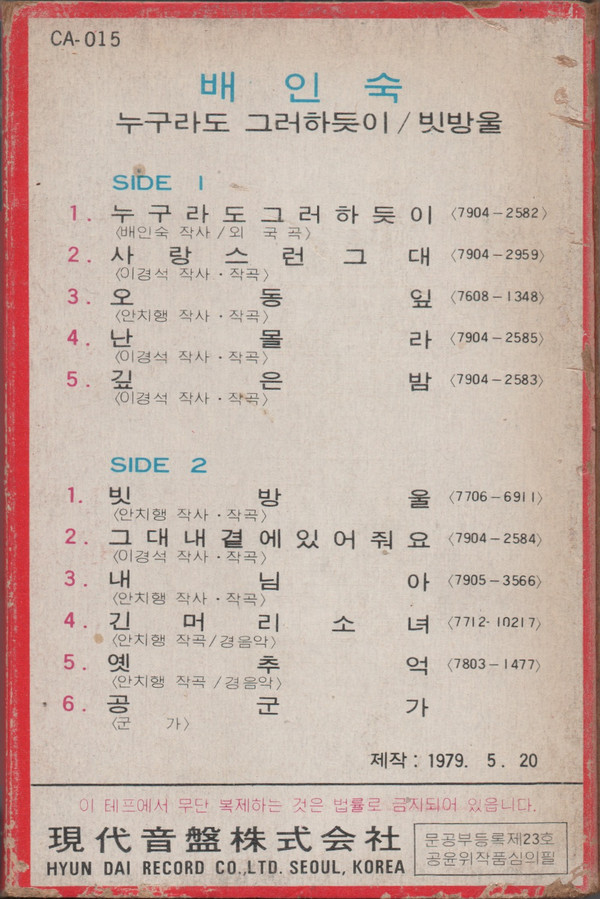 CA-015
배인숙
누구라도 그러하듯이 / 빗방울
SIDE 1
1. 누구라도그러하듯이 〈7904-2582〉
〈배인숙 작사 / 외 국 곡〉
2. 사랑스런그대 〈7904-2959〉
〈이경석 작사·작곡〉
3. 오동잎 〈7608-1348〉
〈안치행 작사·작곡〉
4. 난몰라 〈7904-2585〉
〈이경석 작사·작곡〉
5. 깊은밤 〈7904-2583〉
〈이경석 작사·작곡〉
SIDE 2
1. 빗방울 〈7706-6911〉
〈안치행 작사·작곡〉
2. 그대내곁에있어줘요 〈7904-2584〉
〈이경석 작사·작곡〉
3. 내님아 〈7905-3566〉
〈안치행 작사·작곡〉
4. 긴머리소녀 〈7712-10217〉
〈안치행 작곡/경음악〉
5. 옛추억 〈7803-1477〉
〈안치행 작곡/경음악〉
6. 공군가
〈군 가〉
제작 : 1979. 5. 20
이 테프에서 무단 복제하는 것은 법률로 금지되어 있읍니다.
現代音盤株式会社
HYUN DAI RECORD CO.,LTD. SEOUL, KOREA
문공부등록제23호
공윤위작품심의필